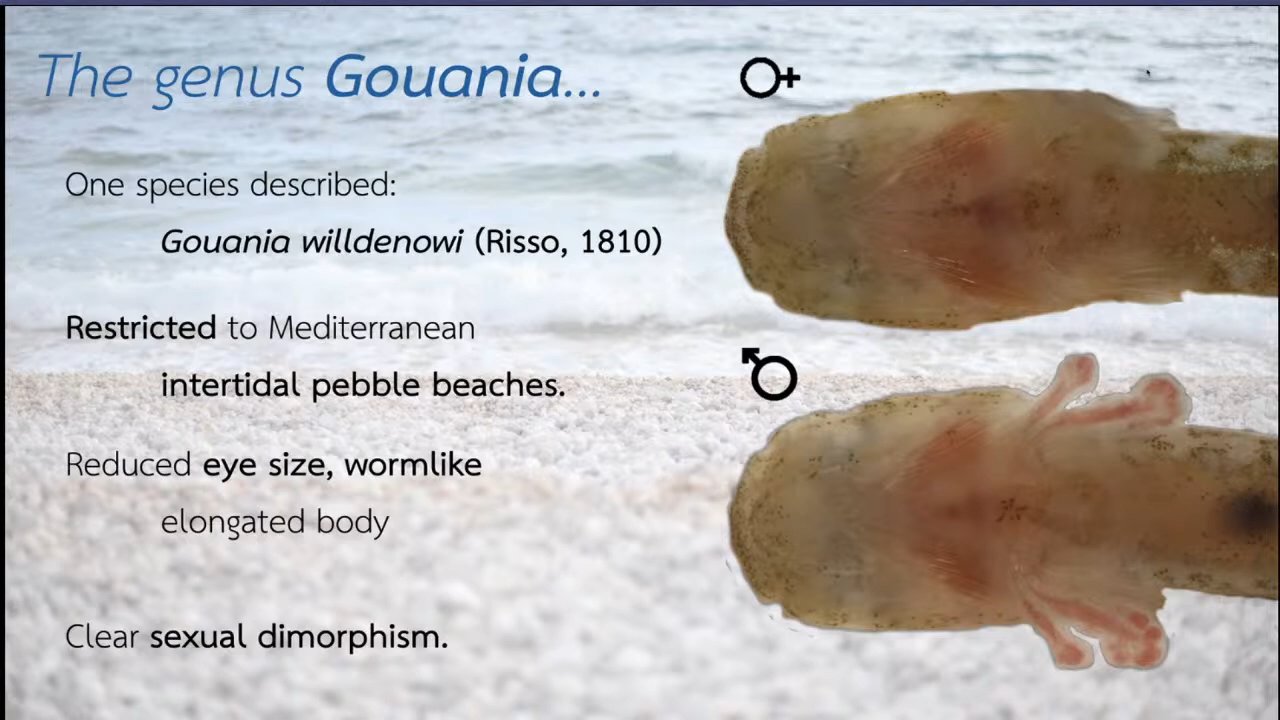 The genus Gouania...
One species described:
Gouania willdenowi (Risso, 1810)
Restricted to Mediterranean
intertidal pebble beaches.
Reduced eye size, wormlike
elongated body
Clear sexual dimorphism.